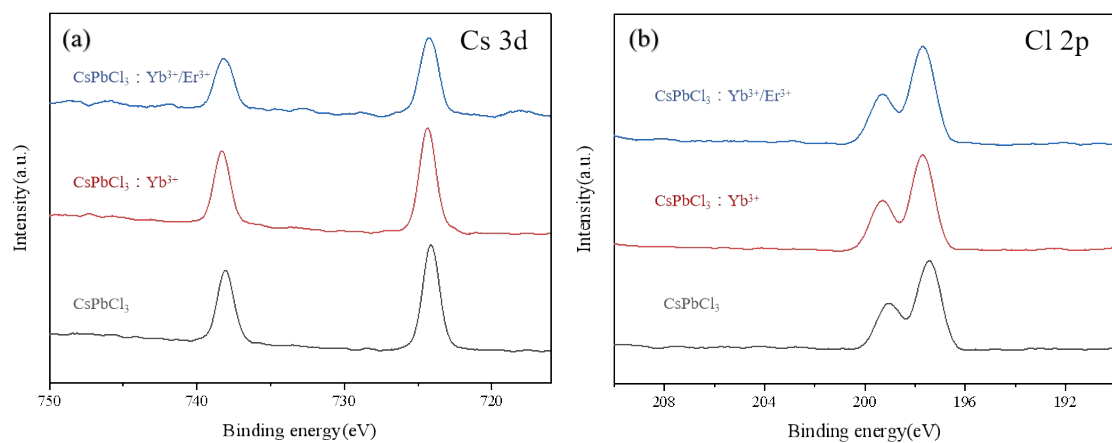 (a)
Cs 3d
CsPbCl₃ : Yb³⁺/Er³⁺
CsPbCl₃ : Yb³⁺
CsPbCl₃
Intensity(a.u.)
750 740 730 720
Binding energy(eV)
(b)
Cl 2p
CsPbCl₃ : Yb³⁺/Er³⁺
CsPbCl₃ : Yb³⁺
CsPbCl₃
Intensity(a.u.)
208 204 200 196 192
Binding energy(eV)